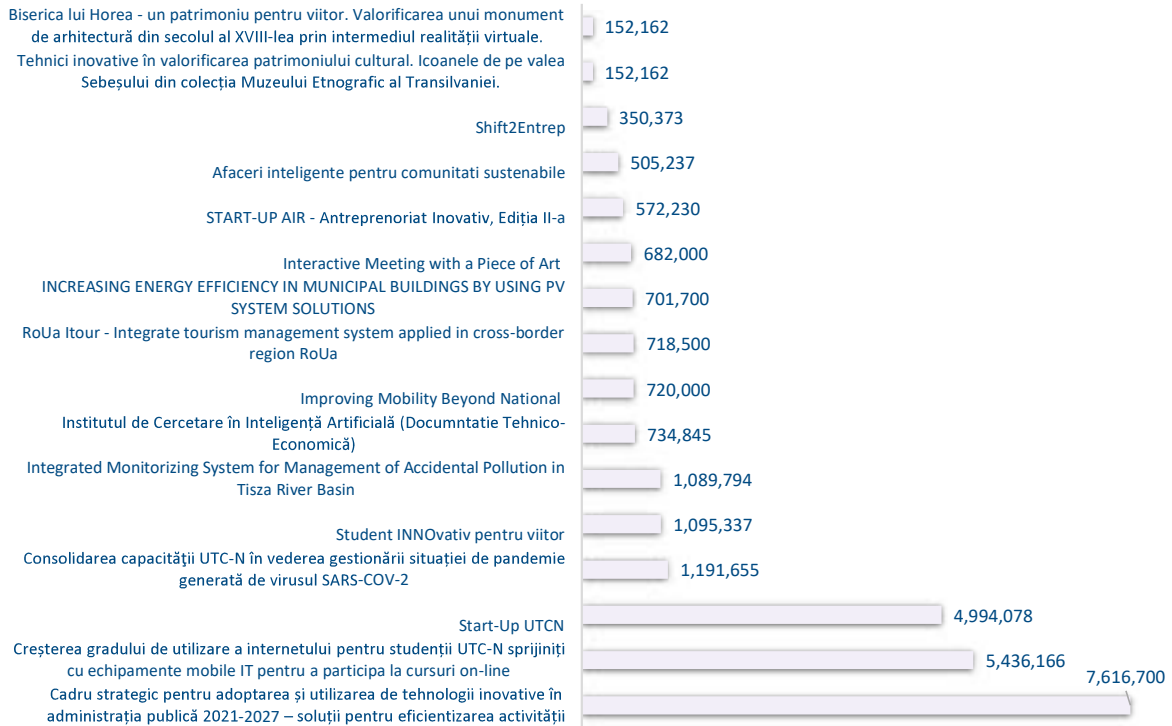 Biserica lui Horea - un patrimoniu pentru viitor. Valorificarea unui monument
de arhitectură din secolul al XVIII-lea prin intermediul realității virtuale.
152,162
Tehnici inovative în valorificarea patrimoniului cultural. Icoanele de pe valea
Sebeșului din colecția Muzeului Etnografic al Transilvaniei.
152,162
Shift2Entrep
350,373
Afaceri inteligente pentru comunitati sustenabile
505,237
START-UP AIR - Antreprenoriat Inovativ, Ediția II-a
572,230
Interactive Meeting with a Piece of Art
682,000
INCREASING ENERGY EFFICIENCY IN MUNICIPAL BUILDINGS BY USING PV
SYSTEM SOLUTIONS
701,700
RoUa Itour - Integrate tourism management system applied in cross-border
region RoUa
718,500
Improving Mobility Beyond National
720,000
Institutul de Cercetare în Inteligență Artificială (Documntatie Tehnico-
Economică)
734,845
Integrated Monitorizing System for Management of Accidental Pollution in
Tisza River Basin
1,089,794
Student INNOvativ pentru viitor
1,095,337
Consolidarea capacităţii UTC-N în vederea gestionării situației de pandemie
generată de virusul SARS-COV-2
1,191,655
Start-Up UTCN
4,994,078
Creșterea gradului de utilizare a internetului pentru studenții UTC-N sprijiniți
cu echipamente mobile IT pentru a participa la cursuri on-line
5,436,166
Cadru strategic pentru adoptarea și utilizarea de tehnologii inovative în
administrația publică 2021-2027 – soluții pentru eficientizarea activității
7,616,700